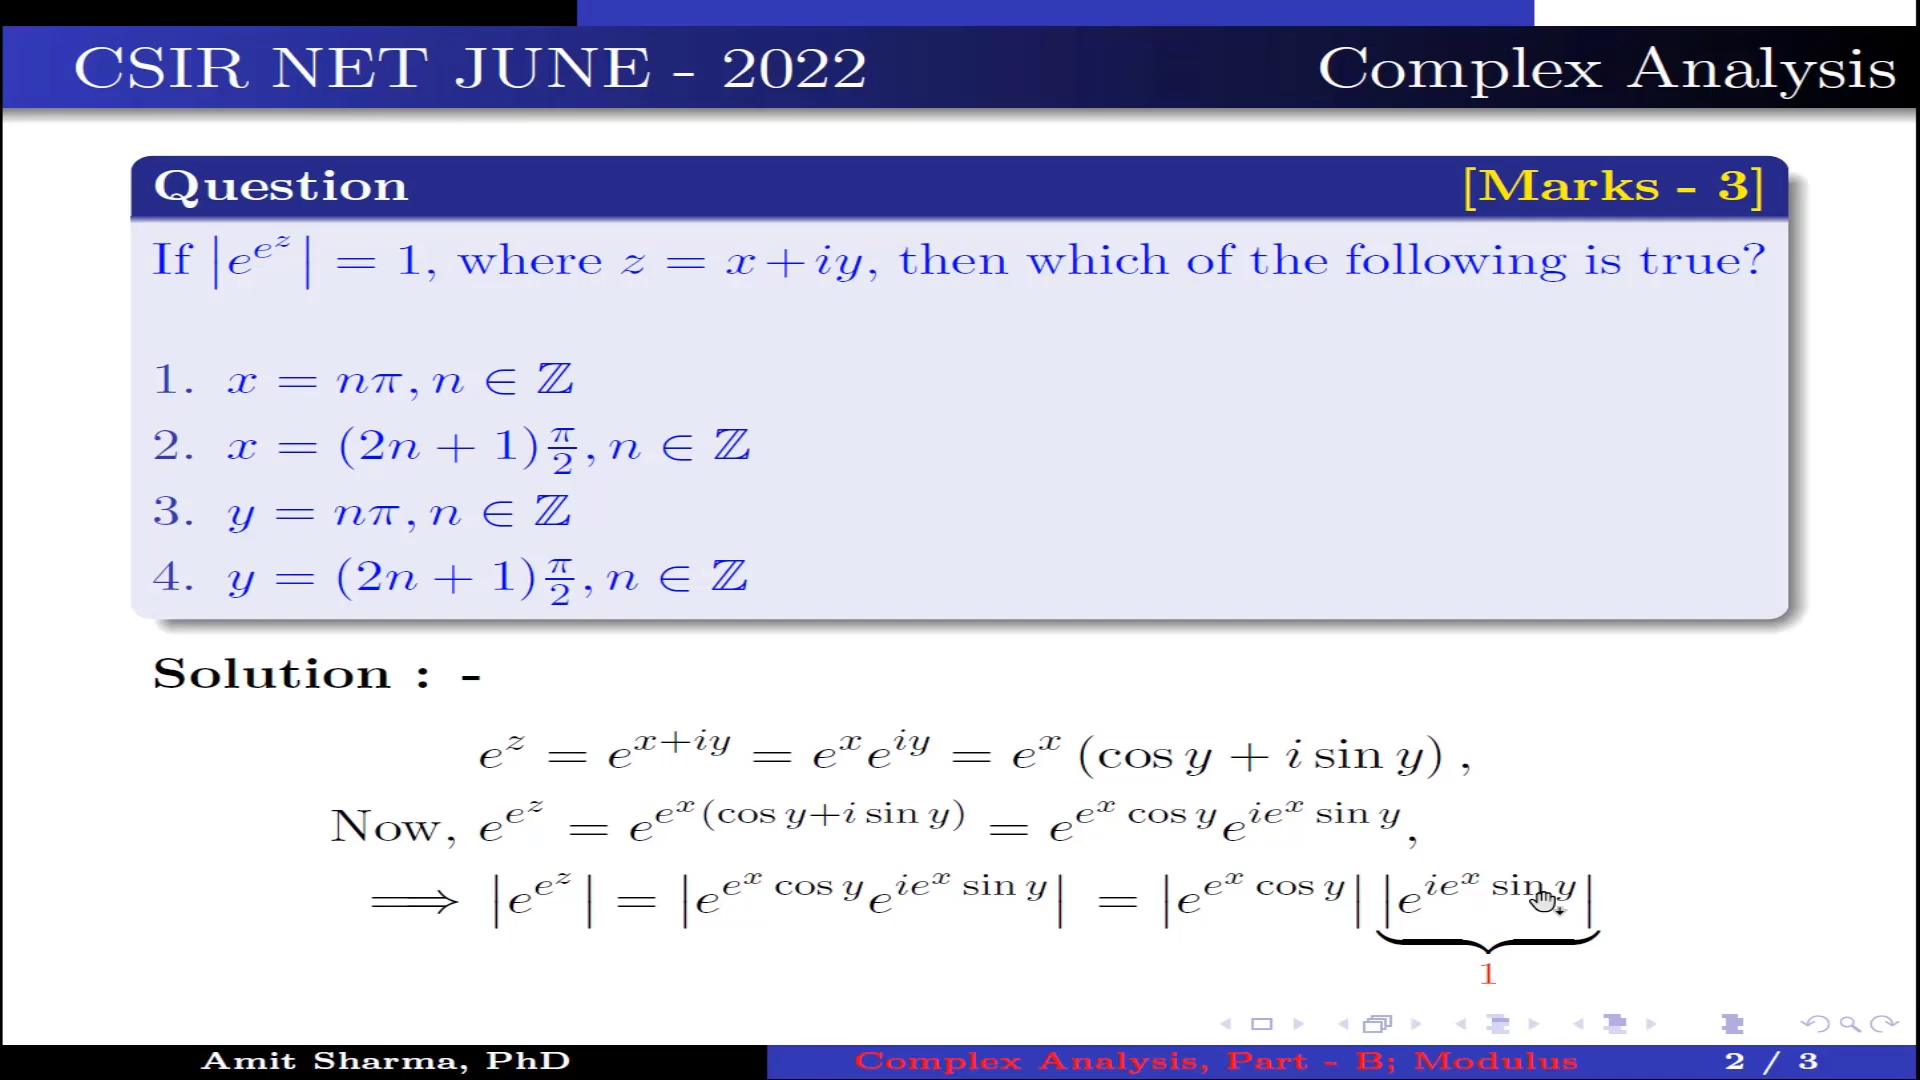 CSIR NET JUNE - 2022 Complex Analysis
Question [Marks - 3]
If |e^{e^z}| = 1, where z = x + iy, then which of the following is true?
1. x = nπ, n ∈ ℤ
2. x = (2n + 1)π/2, n ∈ ℤ
3. y = nπ, n ∈ ℤ
4. y = (2n + 1)π/2, n ∈ ℤ
Solution : -
e^z = e^{x+iy} = e^x e^{iy} = e^x (cos y + i sin y) ,
Now, e^{e^z} = e^{e^x (cos y+i sin y)} = e^{e^x cos y} e^{ie^x sin y},
⟹ |e^{e^z}| = |e^{e^x cos y} e^{ie^x sin y}| = |e^{e^x cos y}| |e^{ie^x sin y}|
1
Amit Sharma, PhD Complex Analysis, Part - B; Modulus 2 / 3